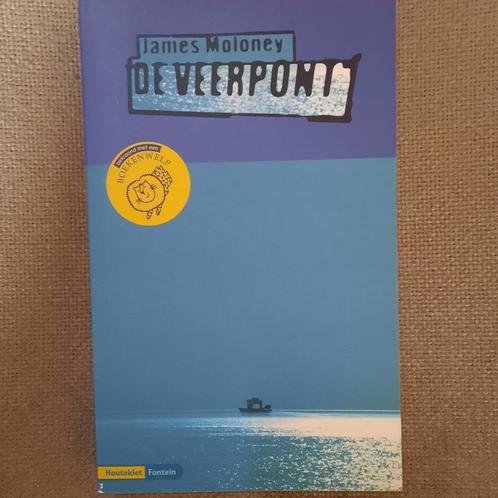 James Moloney
DE VEERPONT
bekroond met een
BOEKENWELP
Houtekiet Fontein